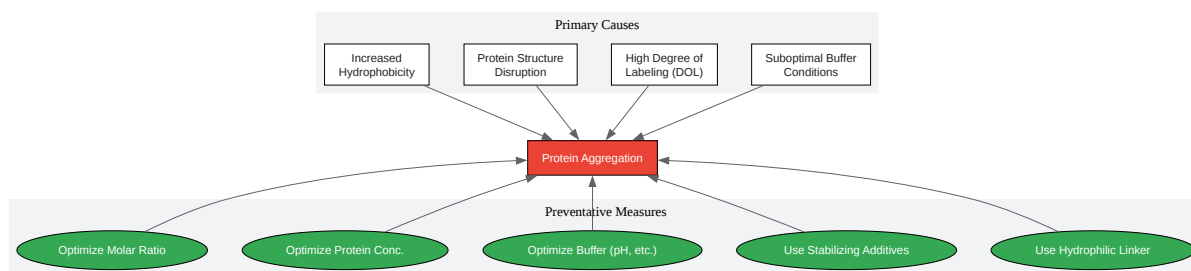 Primary Causes
Increased
Hydrophobicity
Protein Structure
Disruption
High Degree of
Labeling (DOL)
Suboptimal Buffer
Conditions
Protein Aggregation
Preventative Measures
Optimize Molar Ratio
Optimize Protein Conc.
Optimize Buffer (pH, etc.)
Use Stabilizing Additives
Use Hydrophilic Linker